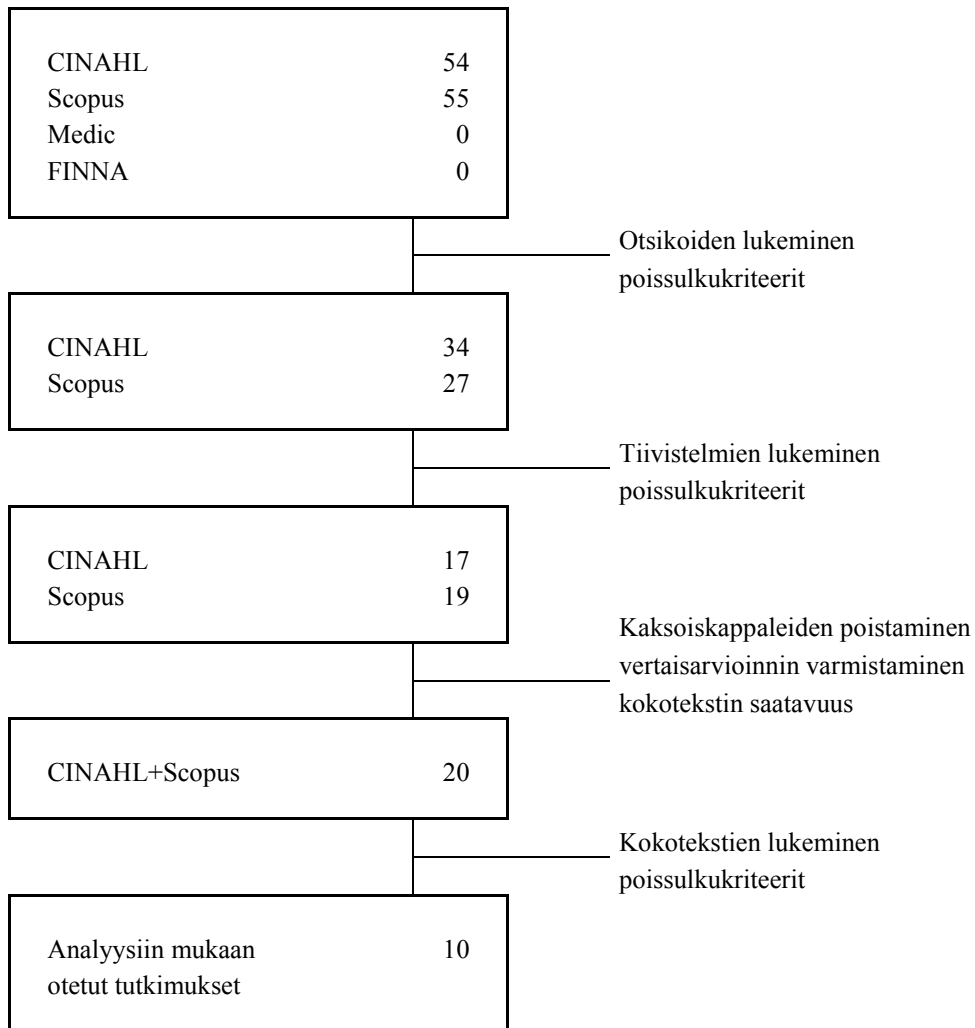 CINAHL 54
Scopus 55
Medic 0
FINNA 0
Otsikoiden lukeminen
poissulkukriteerit
CINAHL 34
Scopus 27
Tiivistelmien lukeminen
poissulkukriteerit
CINAHL 17
Scopus 19
Kaksoiskappaleiden poistaminen
vertaisarvioinnin varmistaminen
kokotekstin saatavuus
CINAHL+Scopus 20
Kokotekstien lukeminen
poissulkukriteerit
Analyysiin mukaan 10
otetut tutkimukset